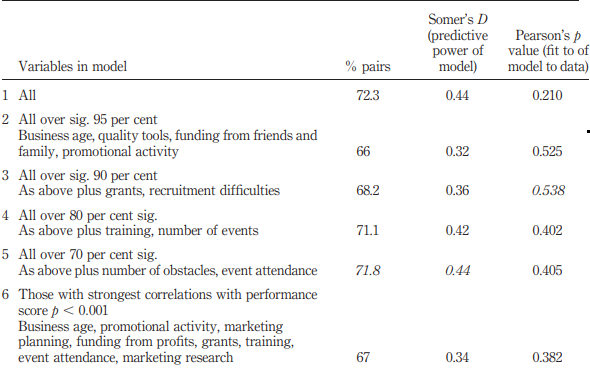 Somer's D
(predictive Pearson's p
power of value (fit to of
Variables in model % pairs model) model to data)
1 All 72.3 0.44 0.210
2 All over sig. 95 per cent
Business age, quality tools, funding from friends and
family, promotional activity 66 0.32 0.525
3 All over sig. 90 per cent
As above plus grants, recruitment difficulties 68.2 0.36 0.538
4 All over 80 per cent sig.
As above plus training, number of events 71.1 0.42 0.402
5 All over 70 per cent sig.
As above plus number of obstacles, event attendance 71.8 0.44 0.405
6 Those with strongest correlations with performance
score p < 0.001
Business age, promotional activity, marketing
planning, funding from profits, grants, training,
event attendance, marketing research 67 0.34 0.382